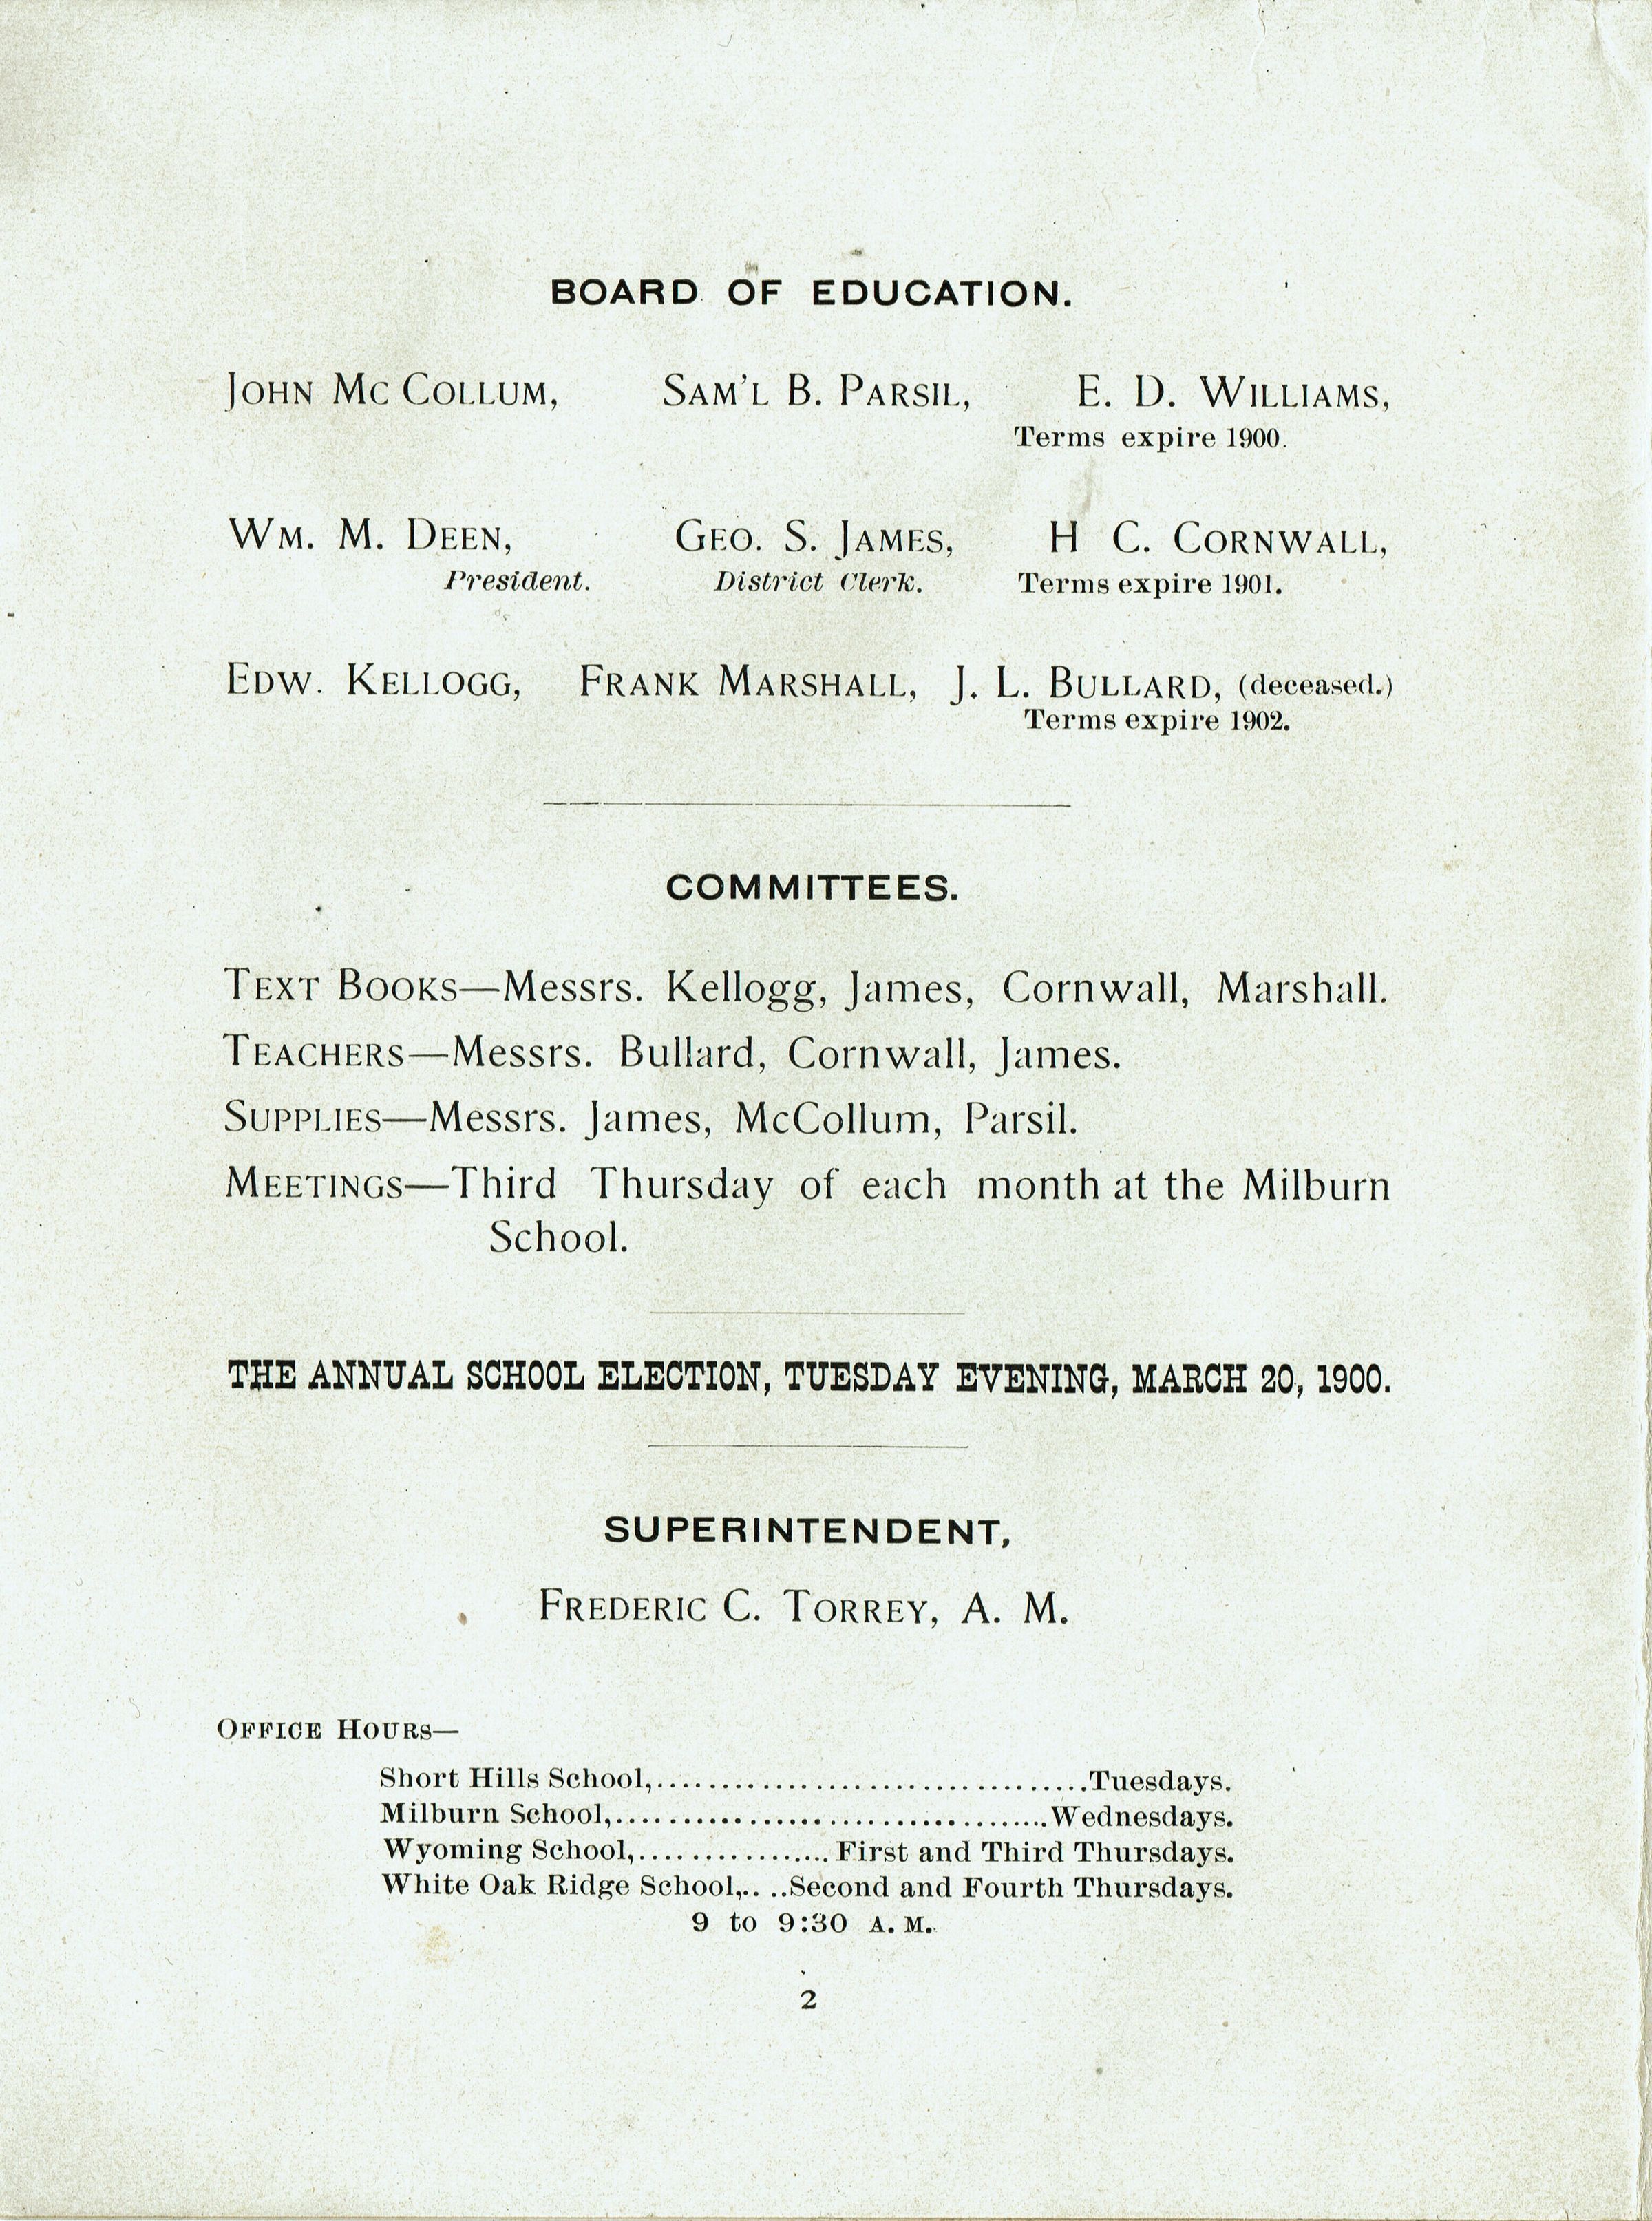 BOARD OF EDUCATION.
JOHN MC COLLUM, SAM'L B. PARSIL, E. D. WILLIAMS,
Terms expire 1900.
WM. M. DEEN, GEO. S. JAMES, H C. CORNWALL,
President. District Clerk. Terms expire 1901.
EDW. KELLOGG, FRANK MARSHALL, J. L. BULLARD, (deceased.)
Terms expire 1902.
COMMITTEES.
TEXT BOOKS—Messrs. Kellogg, James, Cornwall, Marshall.
TEACHERS—Messrs. Bullard, Cornwall, James.
SUPPLIES—Messrs. James, McCollum, Parsil.
MEETINGS—Third Thursday of each month at the Milburn
School.
THE ANNUAL SCHOOL ELECTION, TUESDAY EVENING, MARCH 20, 1900.
SUPERINTENDENT,
FREDERIC C. TORREY, A. M.
OFFICE HOURS—
Short Hills School,.................................Tuesdays.
Milburn School,.................................Wednesdays.
Wyoming School,...............First and Third Thursdays.
White Oak Ridge School,.. ..Second and Fourth Thursdays.
9 to 9:30 A. M.
2